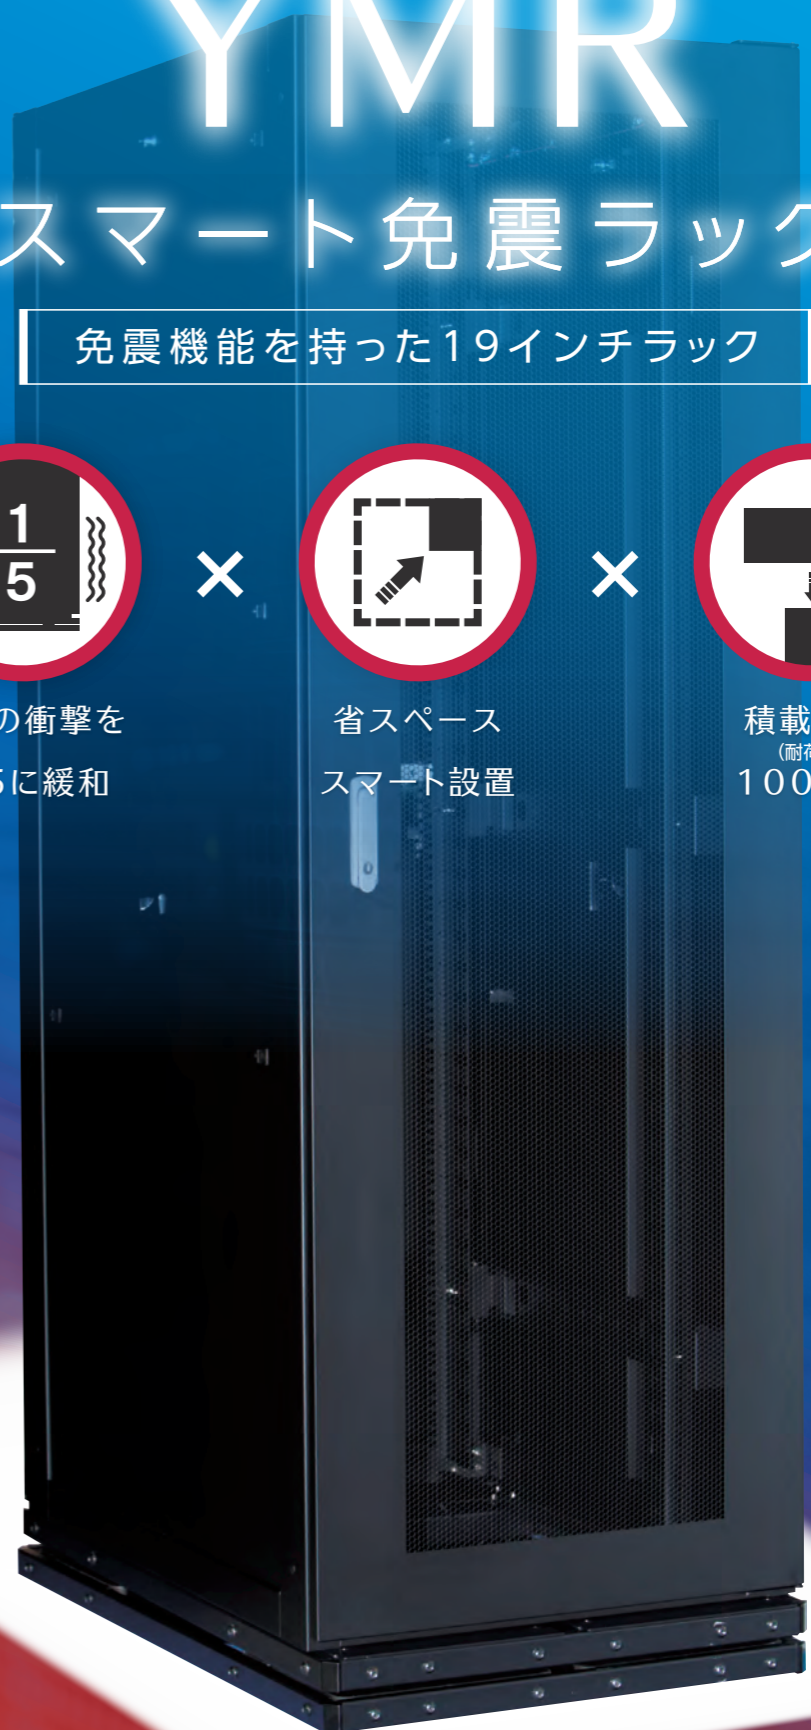 YMR
スマート免震ラック
免震機能を持った19インチラック
1
5
×
×
の衝撃を
に緩和
省スペース
スマート設置
積載
（耐荷
100